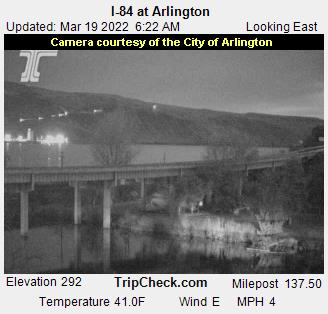 I-84 at Arlington
Updated: Mar 19 2022 6:22 AM Looking East
Camera courtesy of the City of Arlington
Elevation 292 TripCheck.com Milepost 137.50
Temperature 41.0F Wind E MPH 4